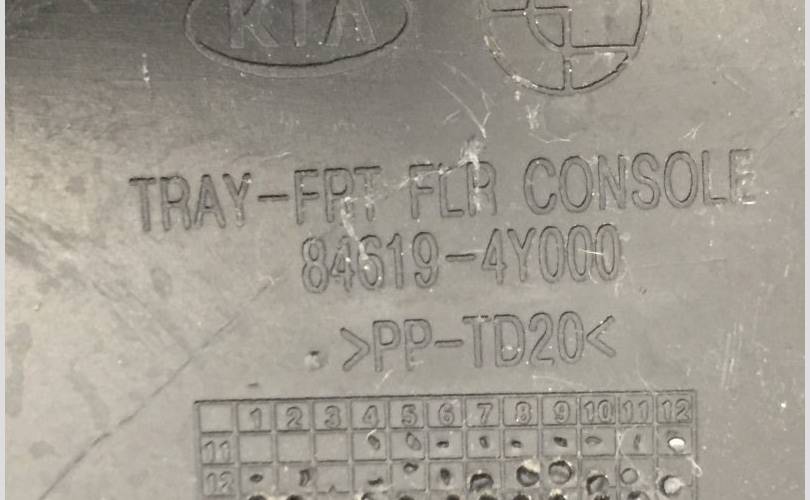 KIA
TRAY-FRT FLR CONSOLE
84619-4Y000
>PP-TD20<
1 2 3 4 5 6 7 8 9 10 11 12
11
12